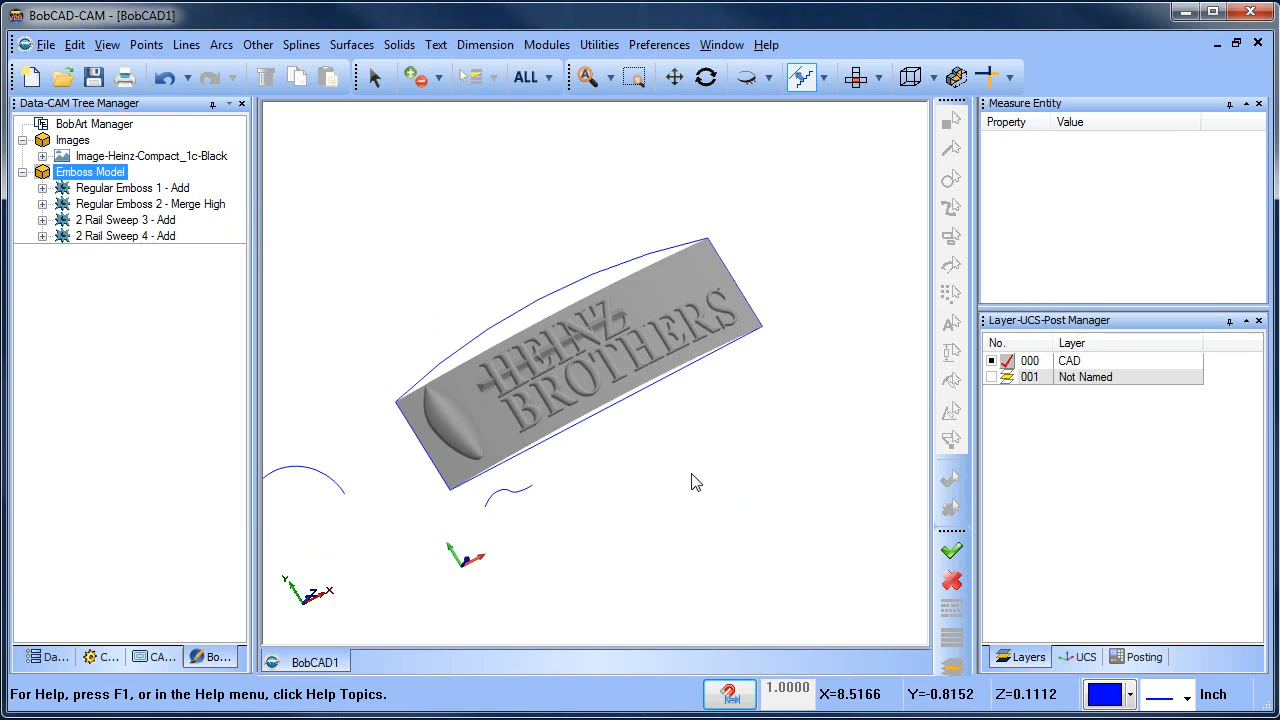 BobCAD-CAM - [BobCAD1]
File Edit View Points Lines Arcs Other Splines Surfaces Solids Text Dimension Modules Utilities Preferences Window Help
ALL
Data-CAM Tree Manager
BobArt Manager
Images
Image-Heinz-Compact_1c-Black
Emboss Model
Regular Emboss 1 - Add
Regular Emboss 2 - Merge High
2 Rail Sweep 3 - Add
2 Rail Sweep 4 - Add
Da... C... CA... Bo...
HEINZ
BROTHERS
Y Z X
BobCAD1
Measure Entity
Property Value
Layer-UCS-Post Manager
No. Layer
000 CAD
001 Not Named
Layers UCS Posting
For Help, press F1, or in the Help menu, click Help Topics.
1.0000 X=8.5166 Y=-0.8152 Z=0.1112 Inch